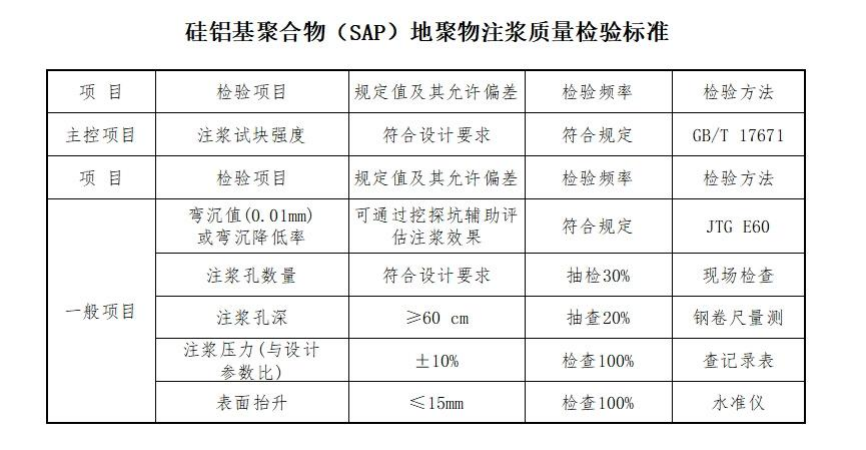 硅铝基聚合物（SAP）地聚物注浆质量检验标准
项 目 检验项目 规定值及其允许偏差 检验频率 检验方法
主控项目 注浆试块强度 符合设计要求 符合规定 GB/T 17671
项 目 检验项目 规定值及其允许偏差 检验频率 检验方法
一般项目
弯沉值(0.01mm)
或弯沉降低率
可通过挖探坑辅助评
估注浆效果
符合规定 JTG E60
注浆孔数量 符合设计要求 抽检30% 现场检查
注浆孔深 ≥60 cm 抽查20% 钢卷尺量测
注浆压力(与设计
参数比)
±10% 检查100% 查记录表
表面抬升 ≤15mm 检查100% 水准仪